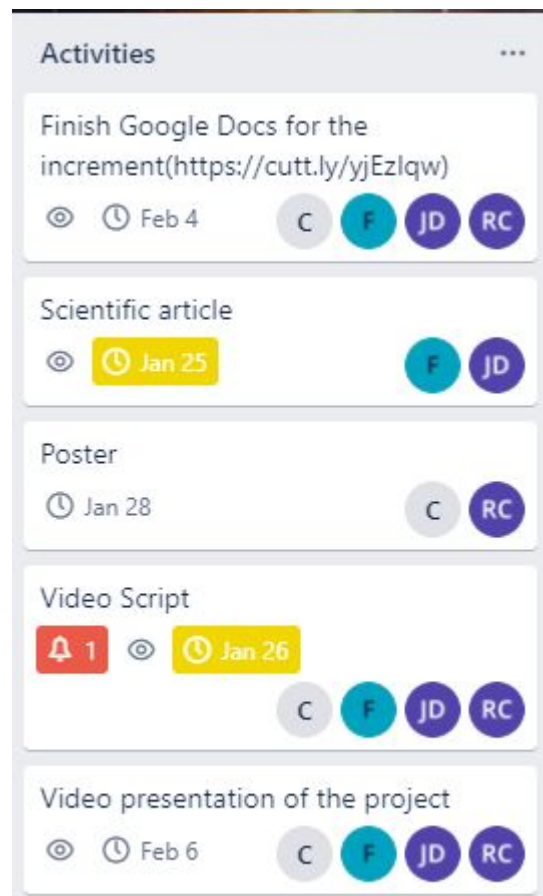 Activities ...
Finish Google Docs for the
increment(https://cutt.ly/yjEzIqw)
Feb 4 C F JD RC
Scientific article
Jan 25 F JD
Poster
Jan 28 C RC
Video Script
1 Jan 26
C F JD RC
Video presentation of the project
Feb 6 C F JD RC